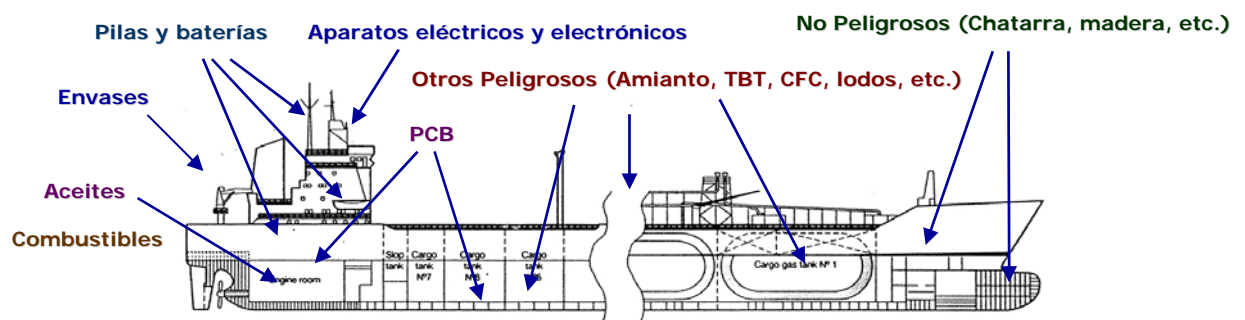 No Peligrosos (Chatarra, madera, etc.)
Pilas y baterías
Aparatos eléctricos y electrónicos
Otros Peligrosos (Amianto, TBT, CFC, lodos, etc.)
Envases
PCB
Aceites
Combustibles
Engine room
Slop
tank
Cargo
tank
Nº7
Cargo
tank
Nº6
Cargo
tank
Cargo gas tank Nº 1